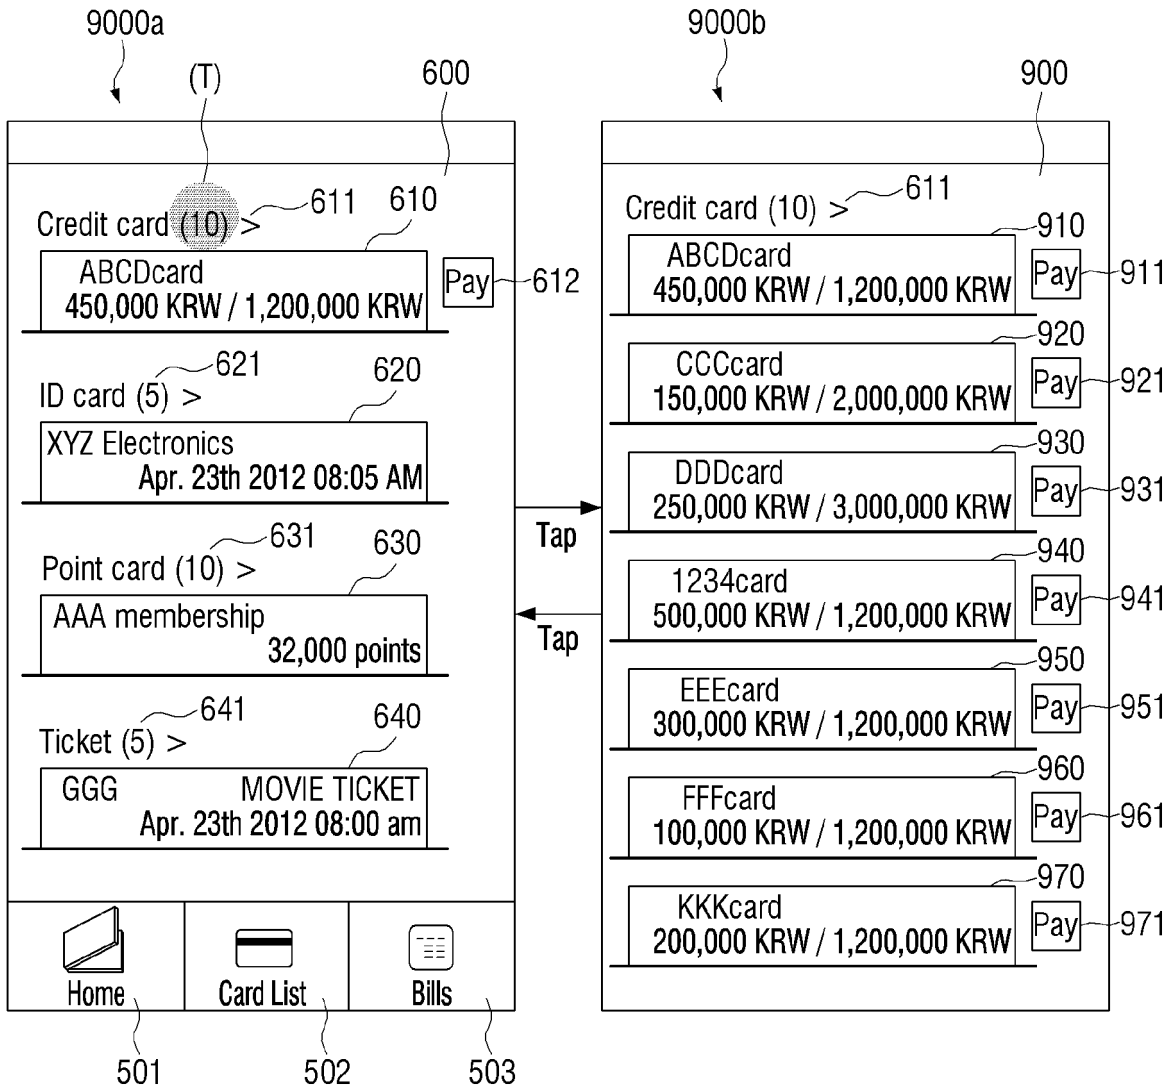 9000a
(T)
600
Credit card (10) >
611
610
ABCDcard
450,000 KRW / 1,200,000 KRW
Pay
612
ID card (5) >
621
620
XYZ Electronics
Apr. 23th 2012 08:05 AM
Point card (10) >
631
630
AAA membership
32,000 points
Ticket (5) >
641
640
GGG MOVIE TICKET
Apr. 23th 2012 08:00 am
Home
Card List
Bills
501
502
503
Tap
Tap
9000b
900
Credit card (10) >
611
910
ABCDcard
450,000 KRW / 1,200,000 KRW
Pay
911
920
CCCcard
150,000 KRW / 2,000,000 KRW
Pay
921
930
DDDcard
250,000 KRW / 3,000,000 KRW
Pay
931
940
1234card
500,000 KRW / 1,200,000 KRW
Pay
941
950
EEEcard
300,000 KRW / 1,200,000 KRW
Pay
951
960
FFFcard
100,000 KRW / 1,200,000 KRW
Pay
961
970
KKKcard
200,000 KRW / 1,200,000 KRW
Pay
971